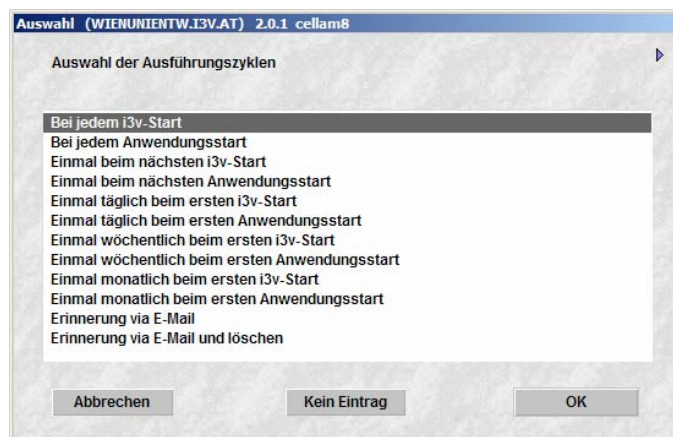 Auswahl (WIENUNIENTW.I3V.AT) 2.0.1 cellam8
Auswahl der Ausführungszyklen
Bei jedem i3v-Start
Bei jedem Anwendungsstart
Einmal beim nächsten i3v-Start
Einmal beim nächsten Anwendungsstart
Einmal täglich beim ersten i3v-Start
Einmal täglich beim ersten Anwendungsstart
Einmal wöchentlich beim ersten i3v-Start
Einmal wöchentlich beim ersten Anwendungsstart
Einmal monatlich beim ersten i3v-Start
Einmal monatlich beim ersten Anwendungsstart
Erinnerung via E-Mail
Erinnerung via E-Mail und löschen
Abbrechen Kein Eintrag OK